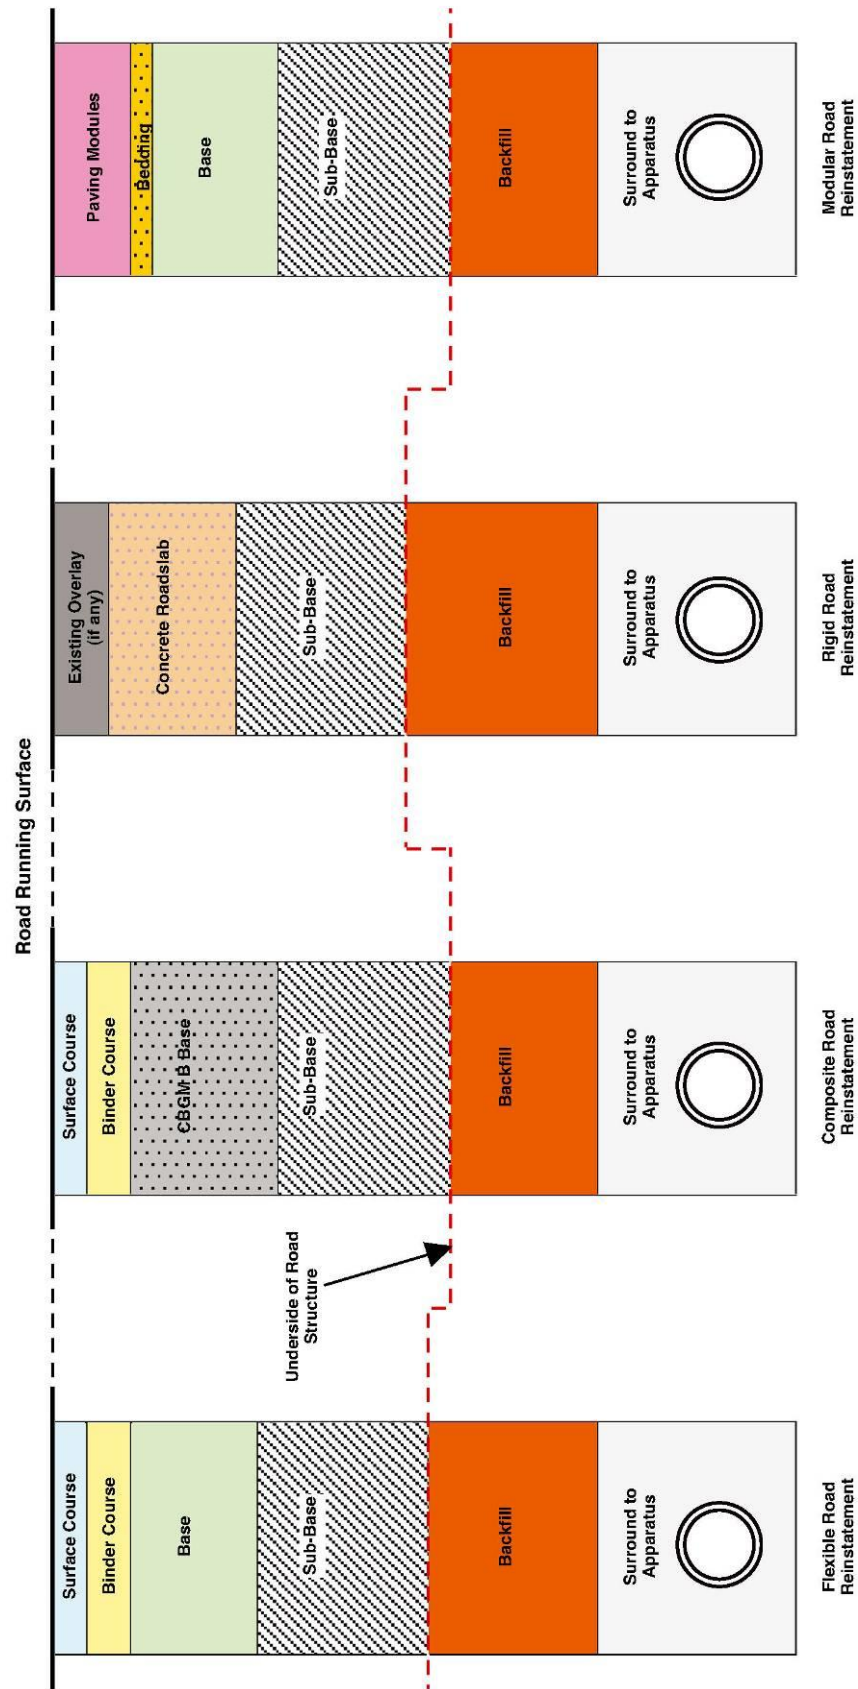 Road Running Surface
Surface Course
Binder Course
Base
Sub-Base
Backfill
Surround to
Apparatus
Flexible Road
Reinstatement
Underside of Road
Structure
Surface Course
Binder Course
CBGM B Base
Sub-Base
Backfill
Surround to
Apparatus
Composite Road
Reinstatement
Existing Overlay
(if any)
Concrete Roadslab
Sub-Base
Backfill
Surround to
Apparatus
Rigid Road
Reinstatement
Paving Modules
Bedding
Base
Sub-Base
Backfill
Surround to
Apparatus
Modular Road
Reinstatement